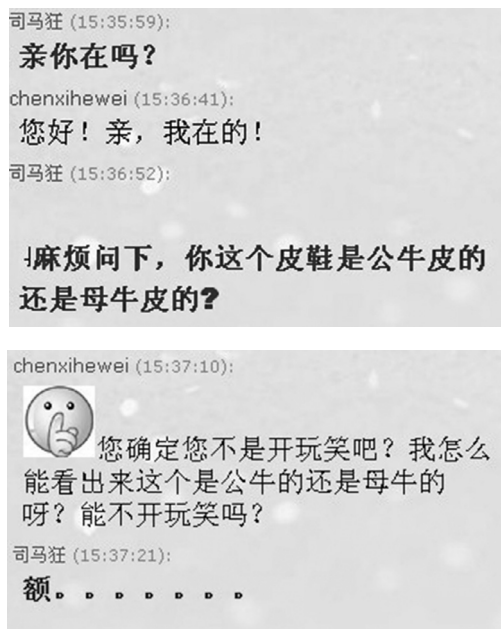 司马狂 (15:35:59):
亲你在吗？
chenxihewei (15:36:41):
您好！亲，我在的！
司马狂 (15:36:52):
麻烦问下，你这个皮鞋是公牛皮的
还是母牛皮的?
chenxihewei (15:37:10):
您确定您不是开玩笑吧？我怎么
能看出来这个是公牛的还是母牛的
呀？能不开玩笑吗？
司马狂 (15:37:21):
额。。。。。。。